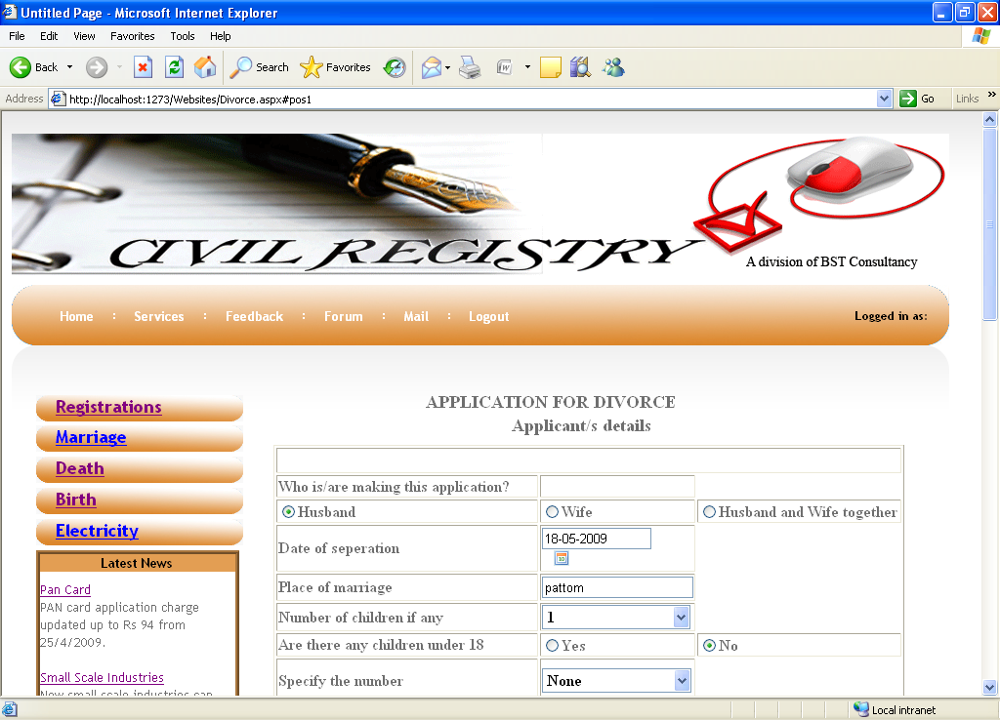 Untitled Page - Microsoft Internet Explorer
File Edit View Favorites Tools Help
Back Search Favorites
Address http://localhost:1273/Websites/Divorce.aspx#pos1 Go Links »
CIVIL REGISTRY
A division of BST Consultancy
Home : Services : Feedback : Forum : Mail : Logout Logged in as:
Registrations
Marriage
Death
Birth
Electricity
Latest News
Pan Card
PAN card application charge
updated up to Rs 94 from
25/4/2009.
Small Scale Industries
Now small scale industries can
APPLICATION FOR DIVORCE
Applicant/s details
Who is/are making this application?
Husband Wife Husband and Wife together
Date of seperation 18-05-2009
Place of marriage pattom
Number of children if any 1
Are there any children under 18 Yes No
Specify the number None
Local intranet